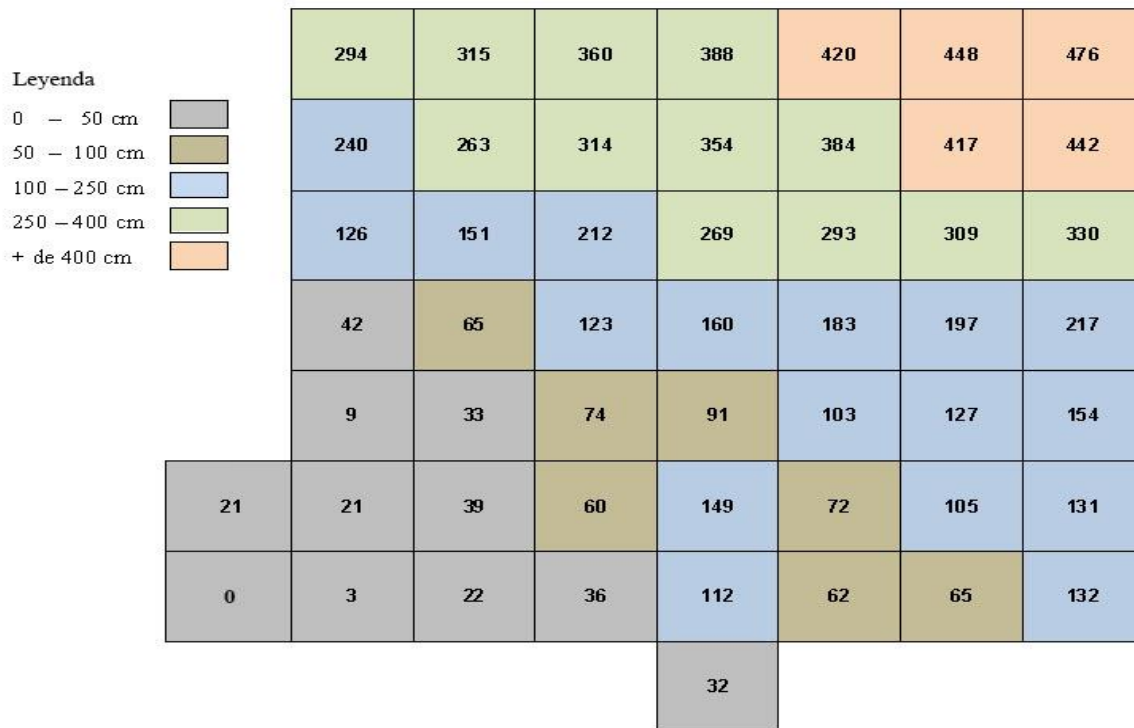 294 315 360 388 420 448 476
Leyenda
0 – 50 cm
50 – 100 cm
100 – 250 cm
250 – 400 cm
+ de 400 cm
240 263 314 354 384 417 442
126 151 212 269 293 309 330
42 65 123 160 183 197 217
9 33 74 91 103 127 154
21 21 39 60 149 72 105 131
0 3 22 36 112 62 65 132
32